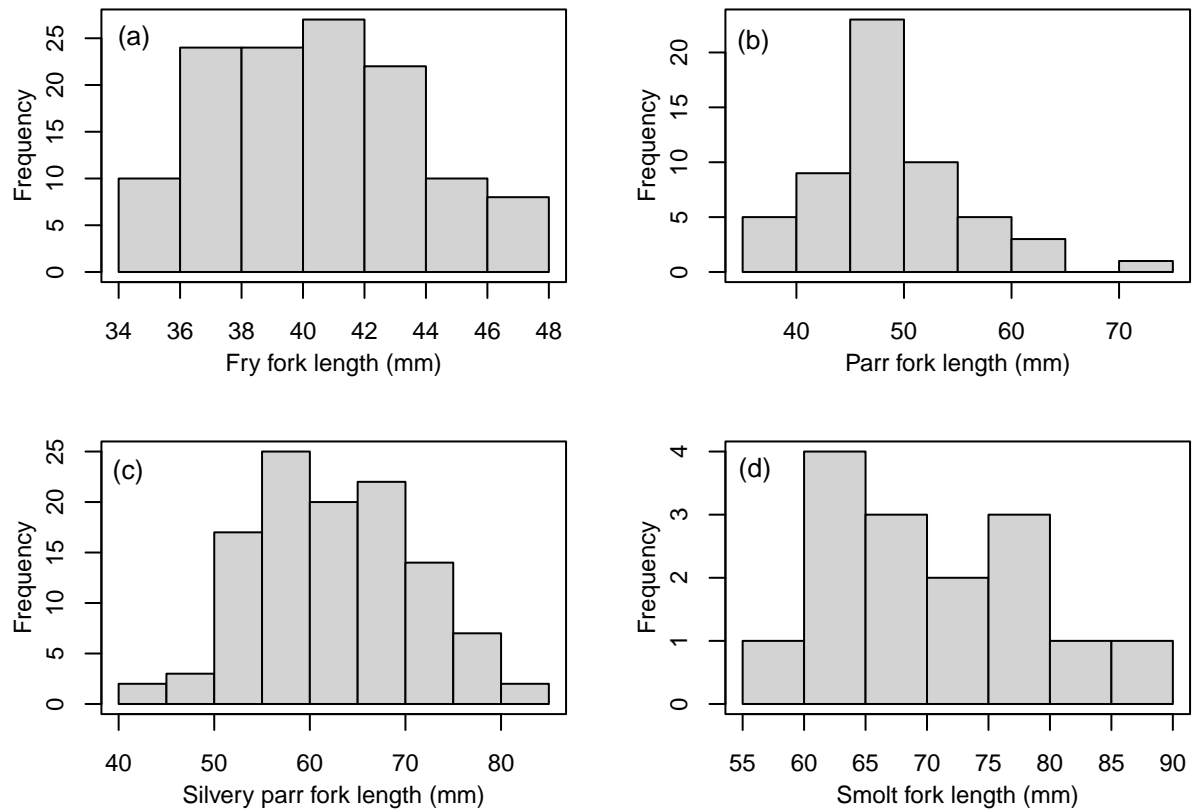 (a)
Frequency
0 5 10 15 20 25
34 36 38 40 42 44 46 48
Fry fork length (mm)
(b)
Frequency
0 5 10 15 20
40 50 60 70
Parr fork length (mm)
(c)
Frequency
0 5 10 15 20 25
40 50 60 70 80
Silvery parr fork length (mm)
(d)
Frequency
0 1 2 3 4
55 60 65 70 75 80 85 90
Smolt fork length (mm)